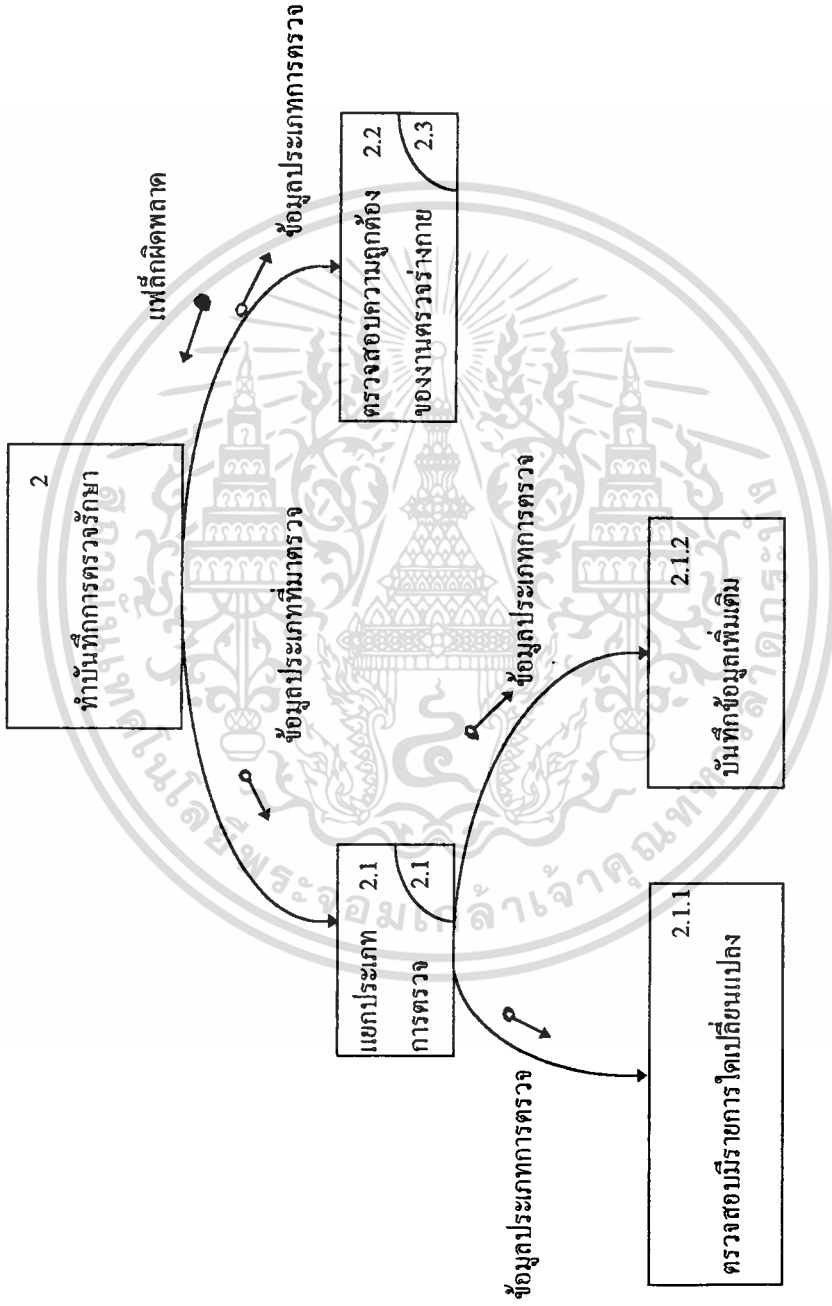 2
ทำบันทึกการตรวจรักษา
แฟล็กผิดพลาด
ข้อมูลประเภทการตรวจ
ข้อมูลประเภทที่มาตรวจ
แยกประเภท 2.1
การตรวจ 2.1
ตรวจสอบความถูกต้อง 2.2
ของงานตรวจร่างกาย 2.3
ข้อมูลประเภทการตรวจ
ข้อมูลประเภทการตรวจ
2.1.1
ตรวจสอบมีรายการใดเปลี่ยนแปลง
2.1.2
บันทึกข้อมูลเพิ่มเติม